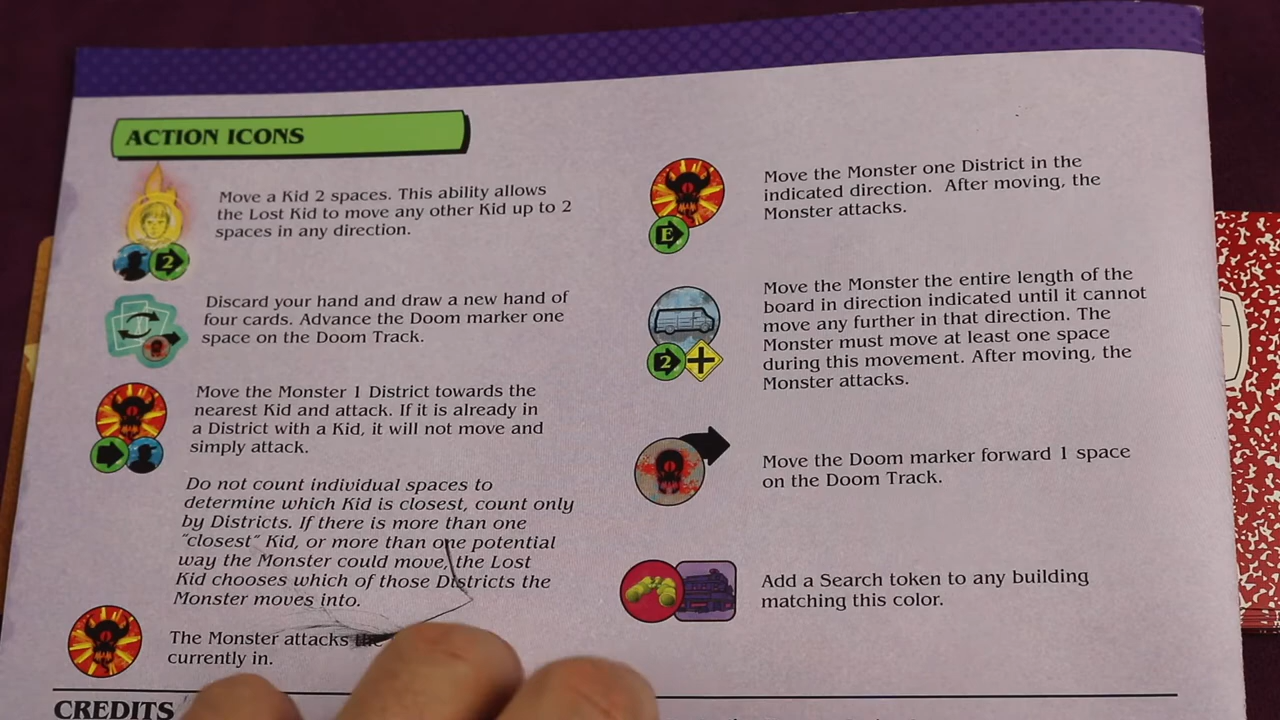 ACTION ICONS
Move a Kid 2 spaces. This ability allows
the Lost Kid to move any other Kid up to 2
spaces in any direction.
2
Discard your hand and draw a new hand of
four cards. Advance the Doom marker one
space on the Doom Track.
Move the Monster 1 District towards the
nearest Kid and attack. If it is already in
a District with a Kid, it will not move and
simply attack.
Do not count individual spaces to
determine which Kid is closest, count only
by Districts. If there is more than one
"closest" Kid, or more than one potential
way the Monster could move, the Lost
Kid chooses which of those Districts the
Monster moves into.
The Monster attacks the
currently in.
Move the Monster one District in the
indicated direction. After moving, the
Monster attacks.
E
Move the Monster the entire length of the
board in direction indicated until it cannot
move any further in that direction. The
Monster must move at least one space
during this movement. After moving, the
Monster attacks.
2
Move the Doom marker forward 1 space
on the Doom Track.
Add a Search token to any building
matching this color.
CREDITS